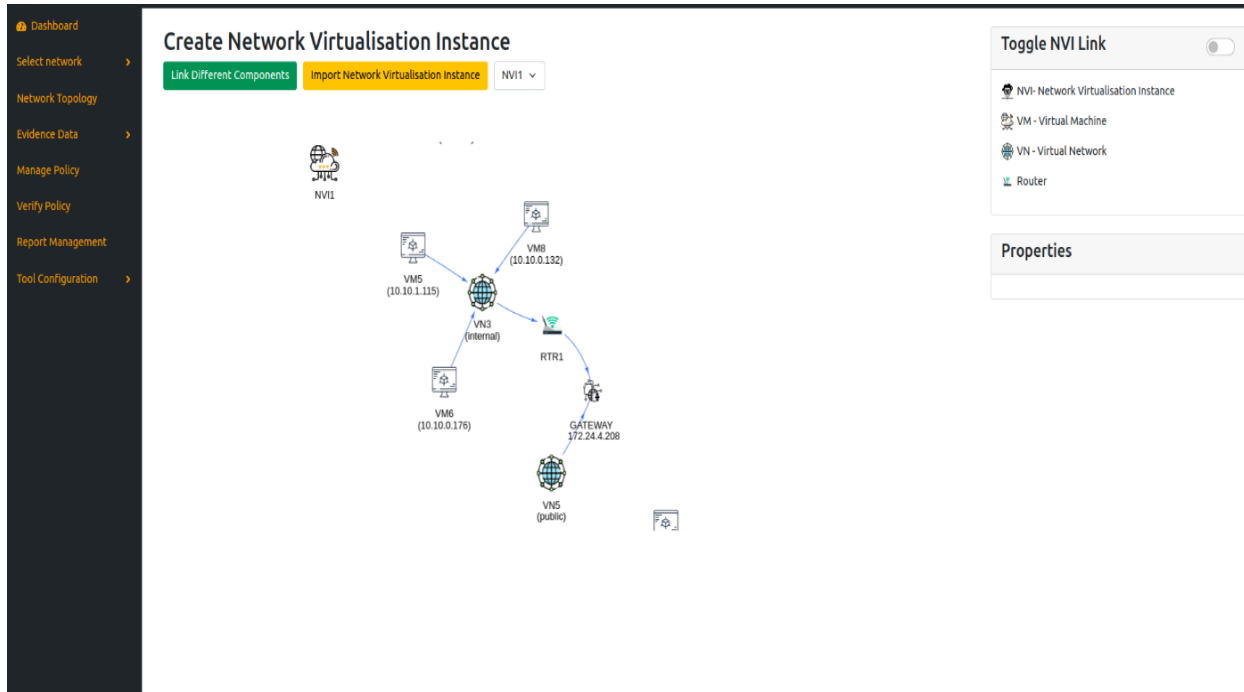 Dashboard
Select network
Network Topology
Evidence Data
Manage Policy
Verify Policy
Report Management
Tool Configuration
Create Network Virtualisation Instance
Link Different Components
Import Network Virtualisation Instance
NVI1
NVI1
VM8
(10.10.0.132)
VM5
(10.10.1.115)
VN3
(internal)
RTR1
VM6
(10.10.0.176)
GATEWAY
172.24.4.208
VN5
(public)
Toggle NVI Link
NVI- Network Virtualisation Instance
VM - Virtual Machine
VN - Virtual Network
Router
Properties